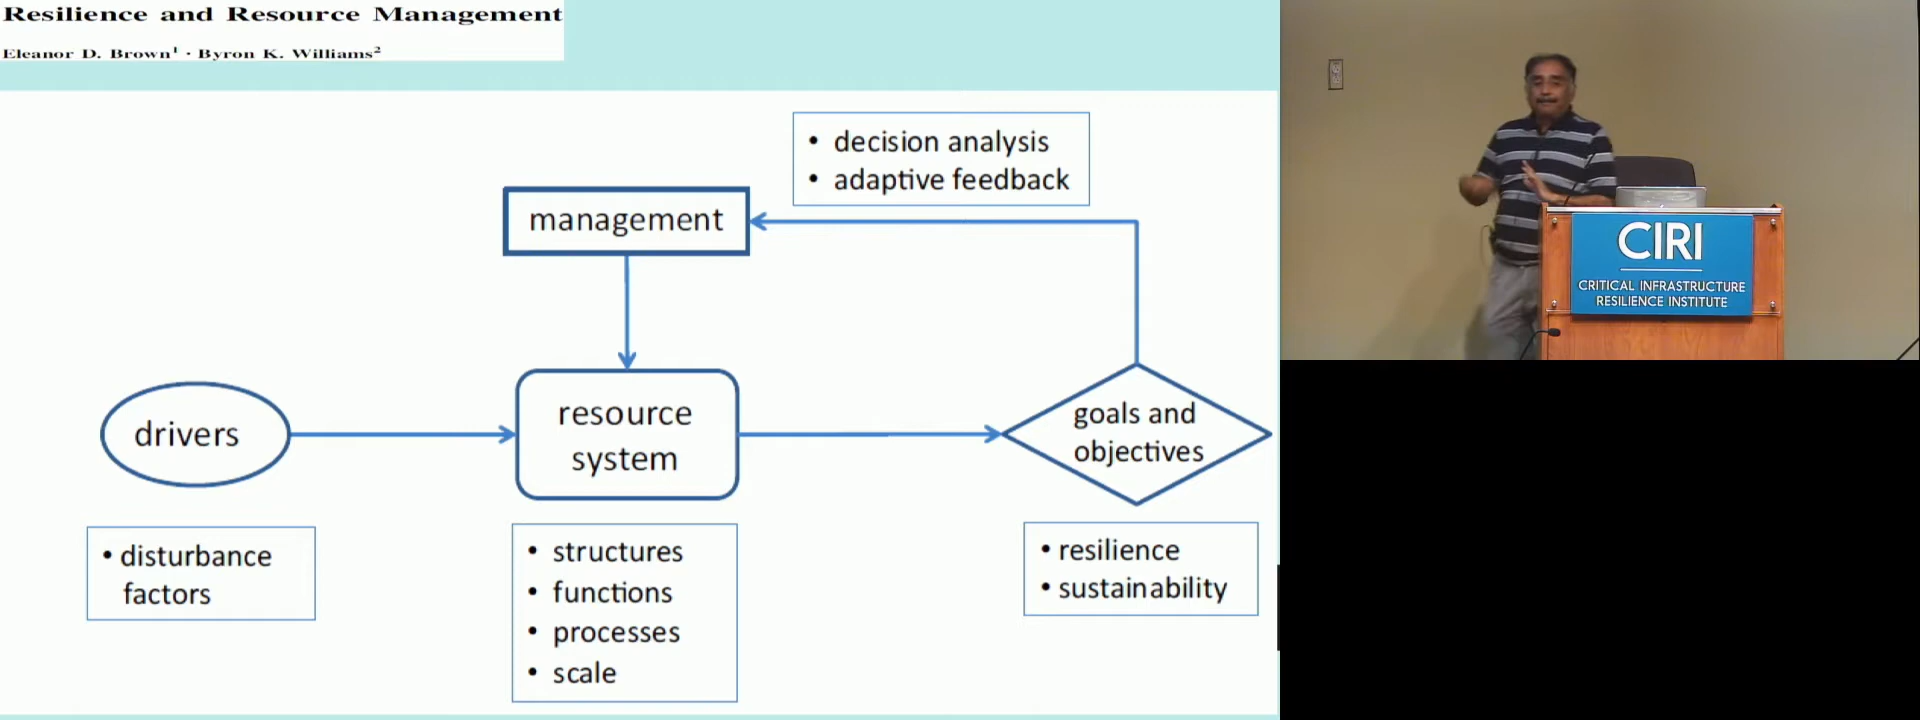 Resilience and Resource Management
Eleanor D. Brown¹ · Byron K. Williams²
• decision analysis
• adaptive feedback
management
drivers
resource
system
goals and
objectives
• disturbance
factors
• structures
• functions
• processes
• scale
• resilience
• sustainability
CIRI
CRITICAL INFRASTRUCTURE
RESILIENCE INSTITUTE